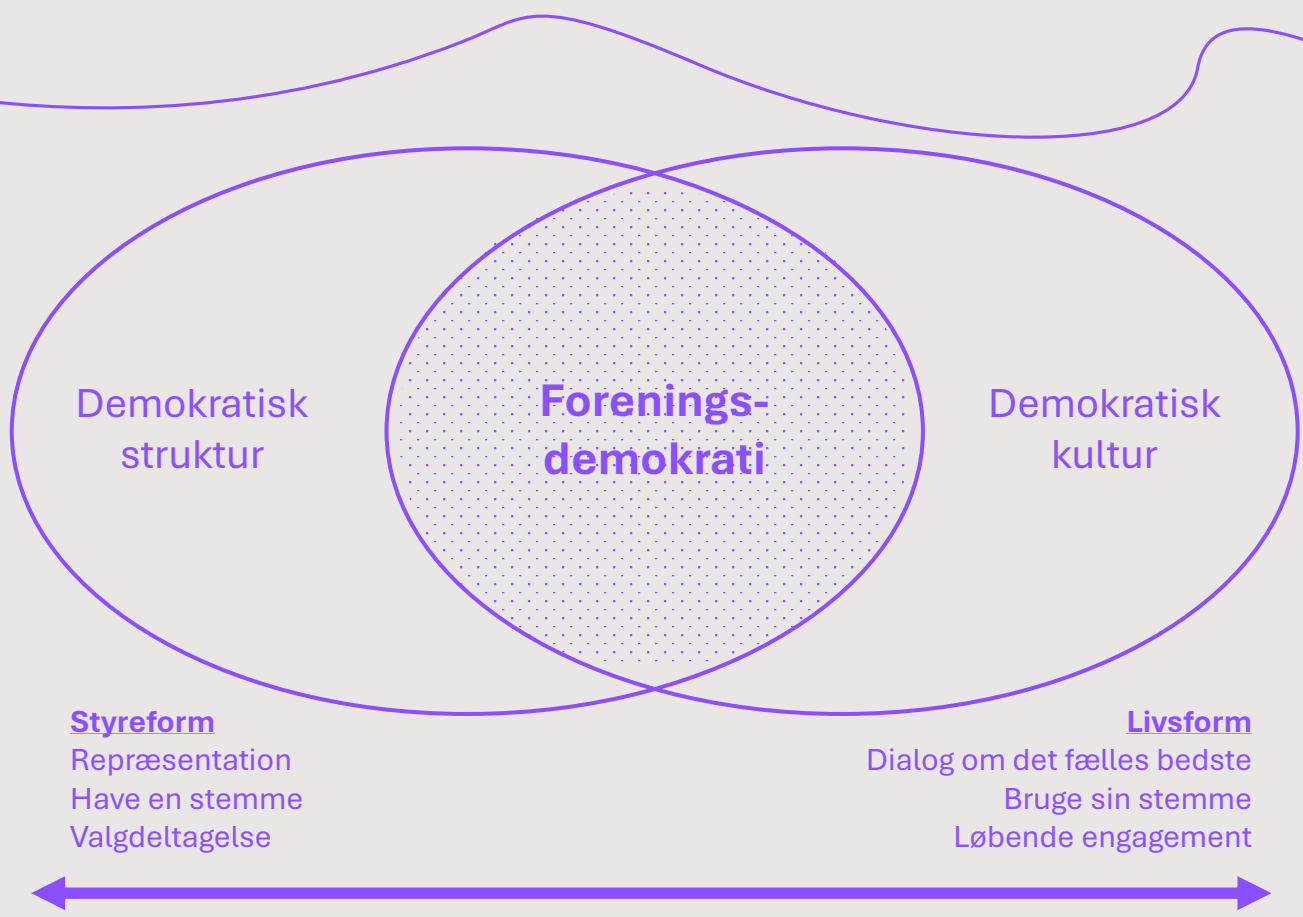 Demokratisk
struktur
Forenings-
demokrati
Demokratisk
kultur
Styreform
Repræsentation
Have en stemme
Valgdeltagelse
Livsform
Dialog om det fælles bedste
Bruge sin stemme
Løbende engagement